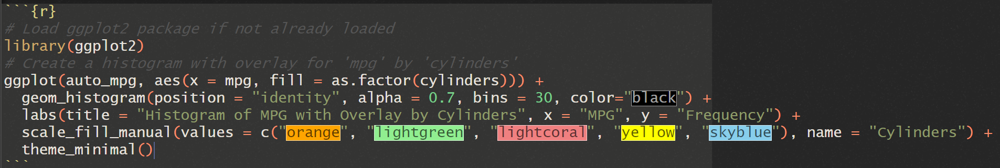 ```{r}
# Load ggplot2 package if not already loaded
library(ggplot2)
# Create a histogram with overlay for 'mpg' by 'cylinders'
ggplot(auto_mpg, aes(x = mpg, fill = as.factor(cylinders))) +
  geom_histogram(position = "identity", alpha = 0.7, bins = 30, color="black") +
  labs(title = "Histogram of MPG with Overlay by Cylinders", x = "MPG", y = "Frequency") +
  scale_fill_manual(values = c("orange", "lightgreen", "lightcoral", "yellow", "skyblue"), name = "Cylinders") +
  theme_minimal()
```